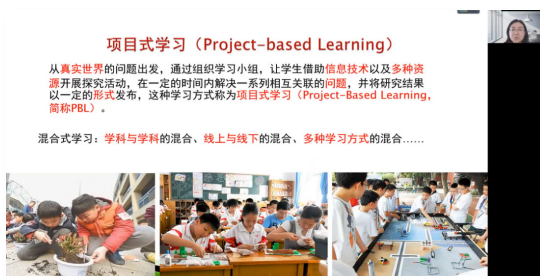 项目式学习（Project-based Learning）
从真实世界的问题出发，通过组织学习小组，让学生借助信息技术以及多种资
源开展探究活动，在一定的时间内解决一系列相互关联的问题，并将研究结果
以一定的形式发布，这种学习方式称为项目式学习（Project-Based Learning，
简称PBL）。
混合式学习：学科与学科的混合、线上与线下的混合、多种学习方式的混合……